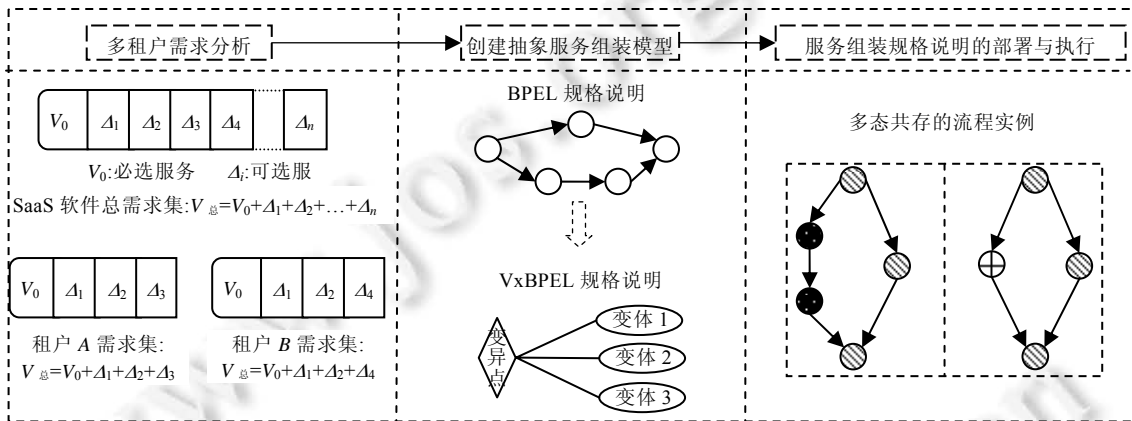 多租户需求分析
创建抽象服务组装模型
服务组装规格说明的部署与执行
V₀ Δ₁ Δ₂ Δ₃ Δ₄ Δₙ
V₀:必选服务 Δᵢ:可选服
SaaS 软件总需求集:V总=V₀+Δ₁+Δ₂+…+Δₙ
V₀ Δ₁ Δ₂ Δ₃
V₀ Δ₁ Δ₂ Δ₄
租户 A 需求集:
V总=V₀+Δ₁+Δ₂+Δ₃
租户 B 需求集:
V总=V₀+Δ₁+Δ₂+Δ₄
BPEL 规格说明
VxBPEL 规格说明
变异点
变体 1
变体 2
变体 3
多态共存的流程实例